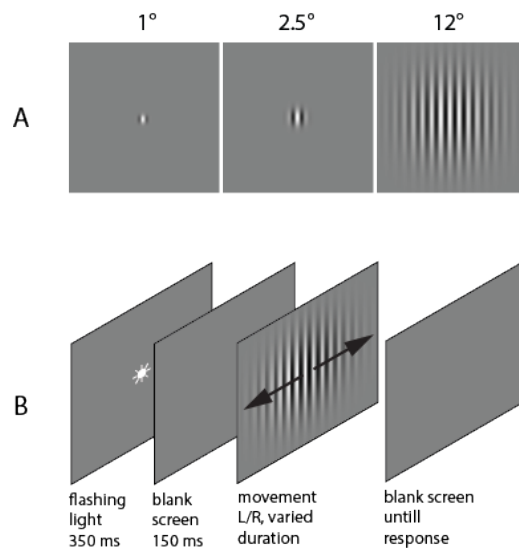 1° 2.5° 12°
A
B
flashing light 350 ms
blank screen 150 ms
movement L/R, varied duration
blank screen untill response